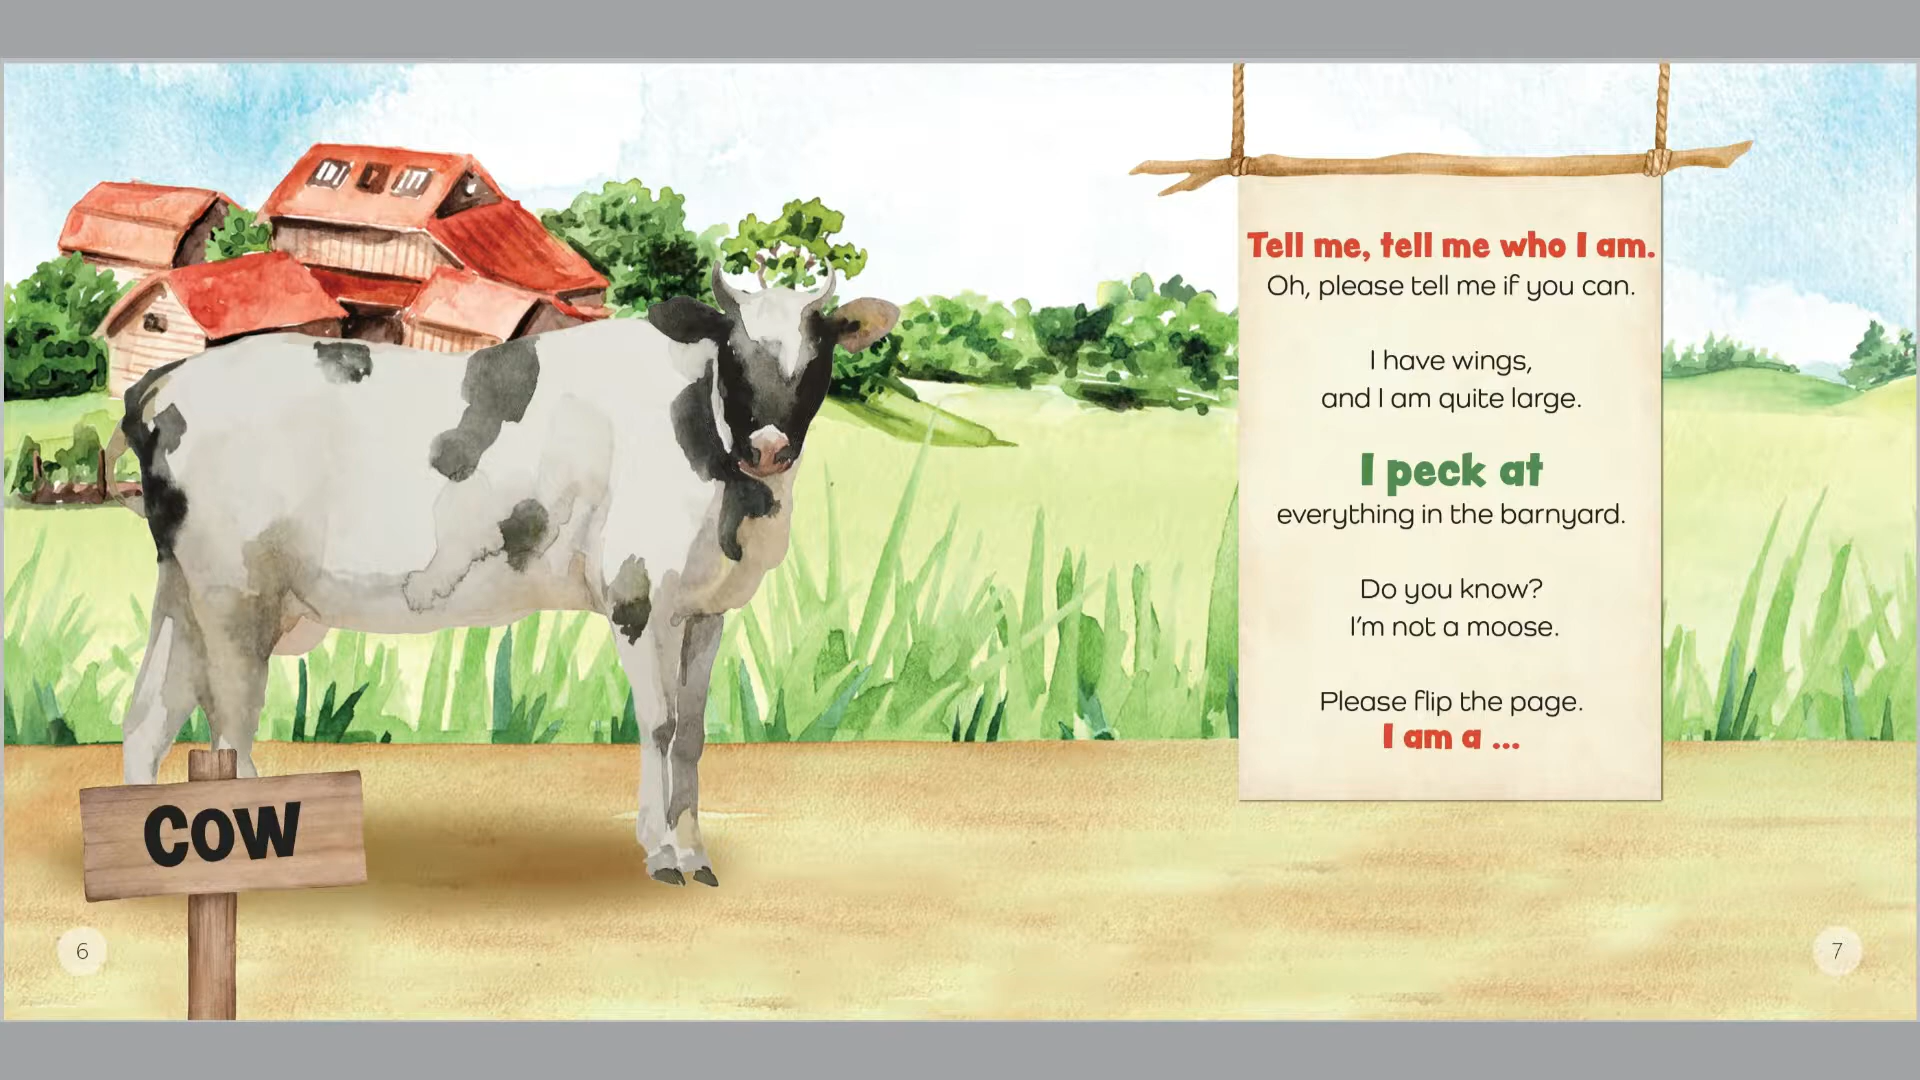 Cow
6
Tell me, tell me who I am.
Oh, please tell me if you can.
I have wings,
and I am quite large.
I peck at
everything in the barnyard.
Do you know?
I'm not a moose.
Please flip the page.
I am a ...
7